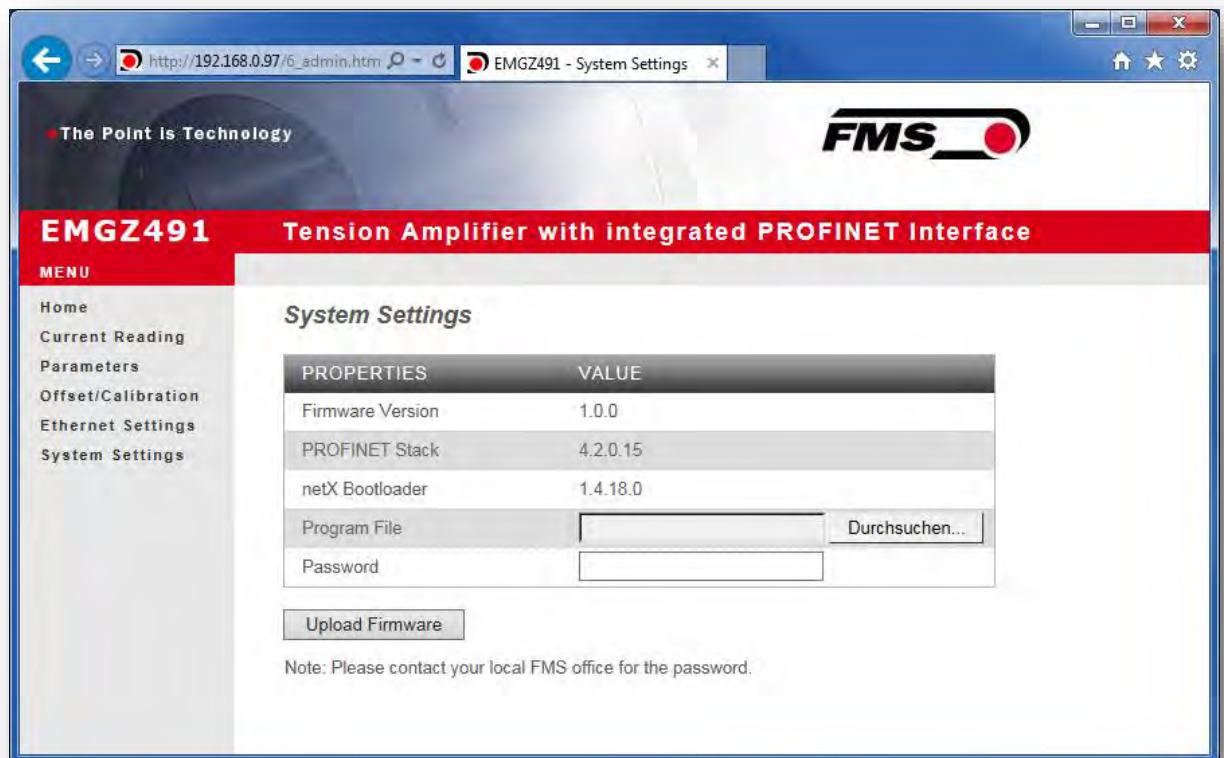 http://192.168.0.97/6_admin.htm
EMGZ491 - System Settings
The Point is Technology
FMS
EMGZ491
Tension Amplifier with integrated PROFINET Interface
MENU
Home
Current Reading
Parameters
Offset/Calibration
Ethernet Settings
System Settings
System Settings
PROPERTIES VALUE
Firmware Version 1.0.0
PROFINET Stack 4.2.0.15
netX Bootloader 1.4.18.0
Program File Durchsuchen...
Password
Upload Firmware
Note: Please contact your local FMS office for the password.